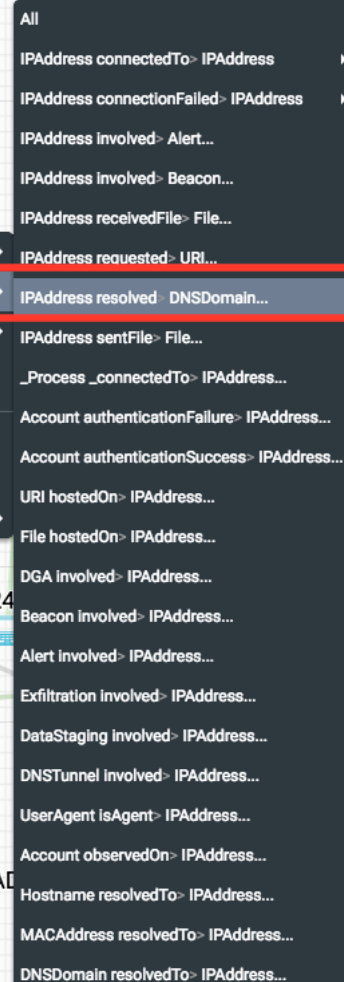 All
IPAddress connectedTo> IPAddress
IPAddress connectionFailed> IPAddress
IPAddress involved> Alert...
IPAddress involved> Beacon...
IPAddress receivedFile> File...
IPAddress requested> URI...
IPAddress resolved> DNSDomain...
IPAddress sentFile> File...
_Process _connectedTo> IPAddress...
Account authenticationFailure> IPAddress...
Account authenticationSuccess> IPAddress...
URI hostedOn> IPAddress...
File hostedOn> IPAddress...
DGA involved> IPAddress...
24
Beacon involved> IPAddress...
Alert involved> IPAddress...
Exfiltration involved> IPAddress...
DataStaging involved> IPAddress...
DNSTunnel involved> IPAddress...
UserAgent isAgent> IPAddress...
Account observedOn> IPAddress...
Hostname resolvedTo> IPAddress...
MACAddress resolvedTo> IPAddress...
DNSDomain resolvedTo> IPAddress...